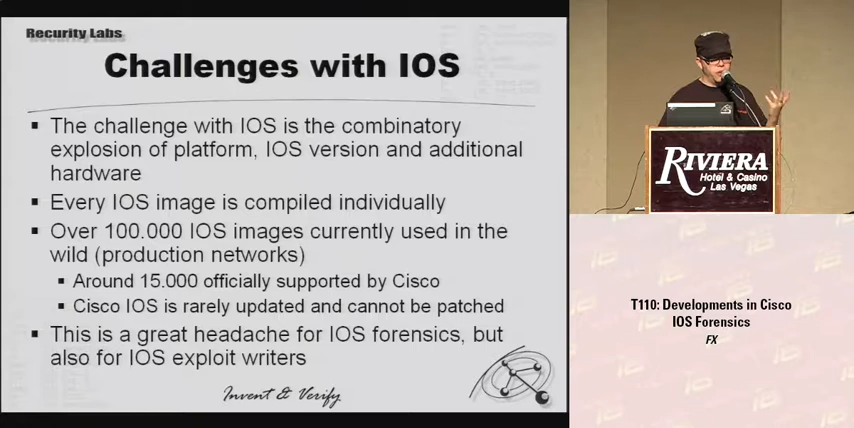 Recurity Labs
Challenges with IOS
The challenge with IOS is the combinatory
explosion of platform, IOS version and additional
hardware
Every IOS image is compiled individually
Over 100.000 IOS images currently used in the
wild (production networks)
Around 15.000 officially supported by Cisco
Cisco IOS is rarely updated and cannot be patched
This is a great headache for IOS forensics, but
also for IOS exploit writers
Invent & Verify
RIVIERA
Hotel & Casino
Las Vegas
T110: Developments in Cisco
IOS Forensics
FX